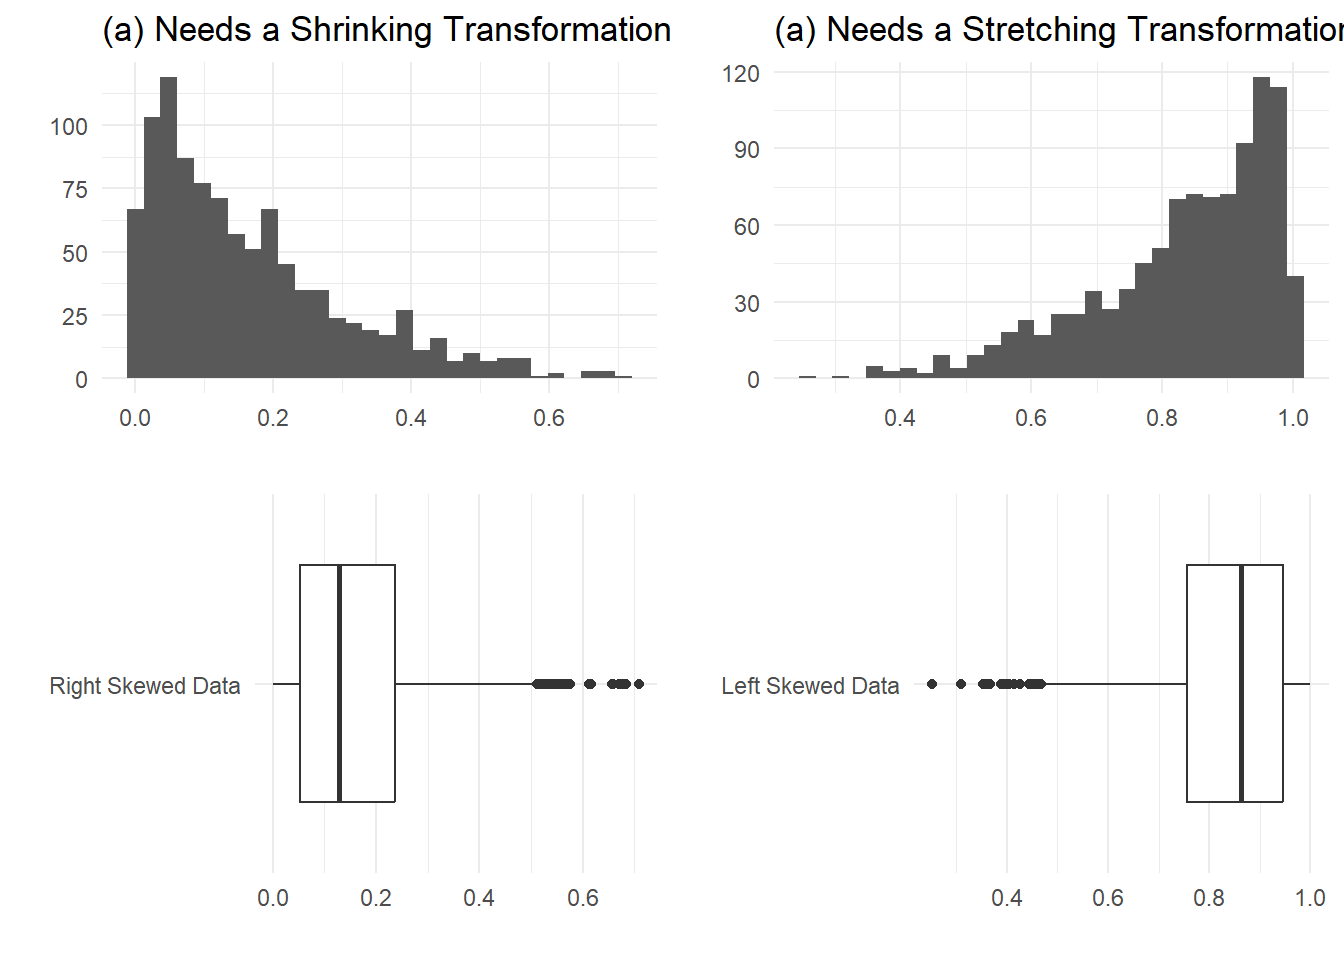 (a) Needs a Shrinking Transformation
100
75
50
25
0
0.0 0.2 0.4 0.6
(a) Needs a Stretching Transformation
120
90
60
30
0
0.4 0.6 0.8 1.0
Right Skewed Data
0.0 0.2 0.4 0.6
Left Skewed Data
0.4 0.6 0.8 1.0